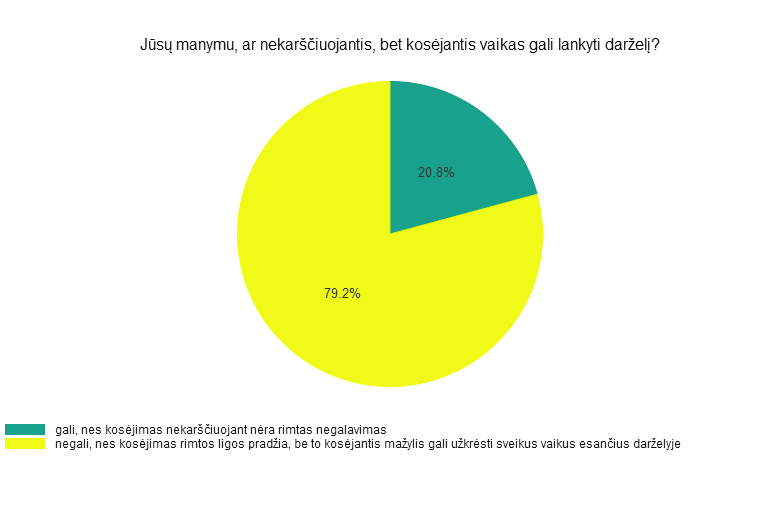 Jūsų manymu, ar nekarščiuojantis, bet kosėjantis vaikas gali lankyti darželį?
20.8%
79.2%
gali, nes kosėjimas nekarščiuojant nėra rimtas negalavimas
negali, nes kosėjimas rimtos ligos pradžia, be to kosėjantis mažylis gali užkrėsti sveikus vaikus esančius darželyje